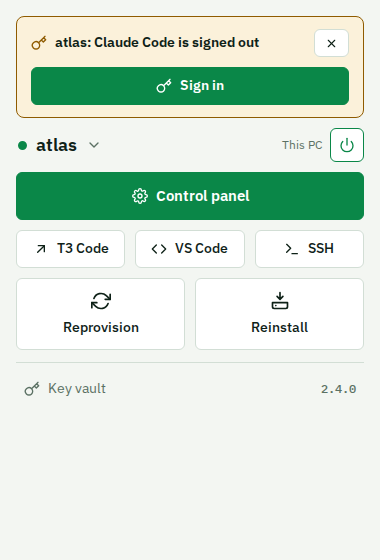 atlas: Claude Code is signed out
Sign in
atlas
This PC
Control panel
T3 Code
VS Code
SSH
Reprovision
Reinstall
Key vault
2.4.0